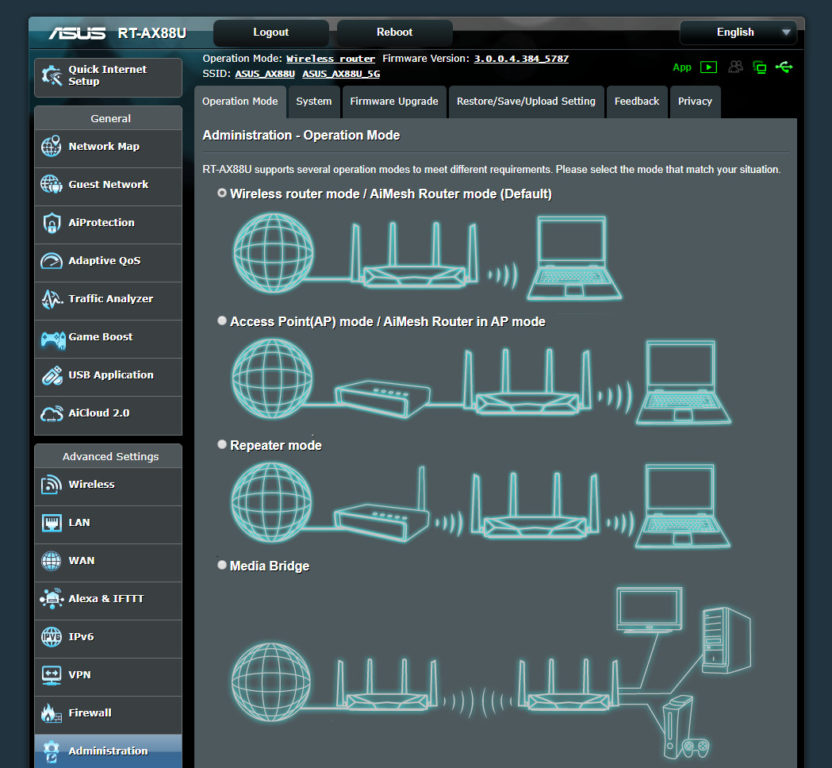 ASUS RT-AX88U
Logout
Reboot
English
Operation Mode: Wireless router Firmware Version: 3.0.0.4.384_5787
SSID: ASUS_AX88U ASUS_AX88U_5G
App
Quick Internet
Setup
General
Network Map
Guest Network
AiProtection
Adaptive QoS
Traffic Analyzer
Game Boost
USB Application
AiCloud 2.0
Advanced Settings
Wireless
LAN
WAN
Alexa & IFTTT
IPv6
VPN
Firewall
Administration
Operation Mode
System
Firmware Upgrade
Restore/Save/Upload Setting
Feedback
Privacy
Administration - Operation Mode
RT-AX88U supports several operation modes to meet different requirements. Please select the mode that match your situation.
Wireless router mode / AiMesh Router mode (Default)
Access Point(AP) mode / AiMesh Router in AP mode
Repeater mode
Media Bridge